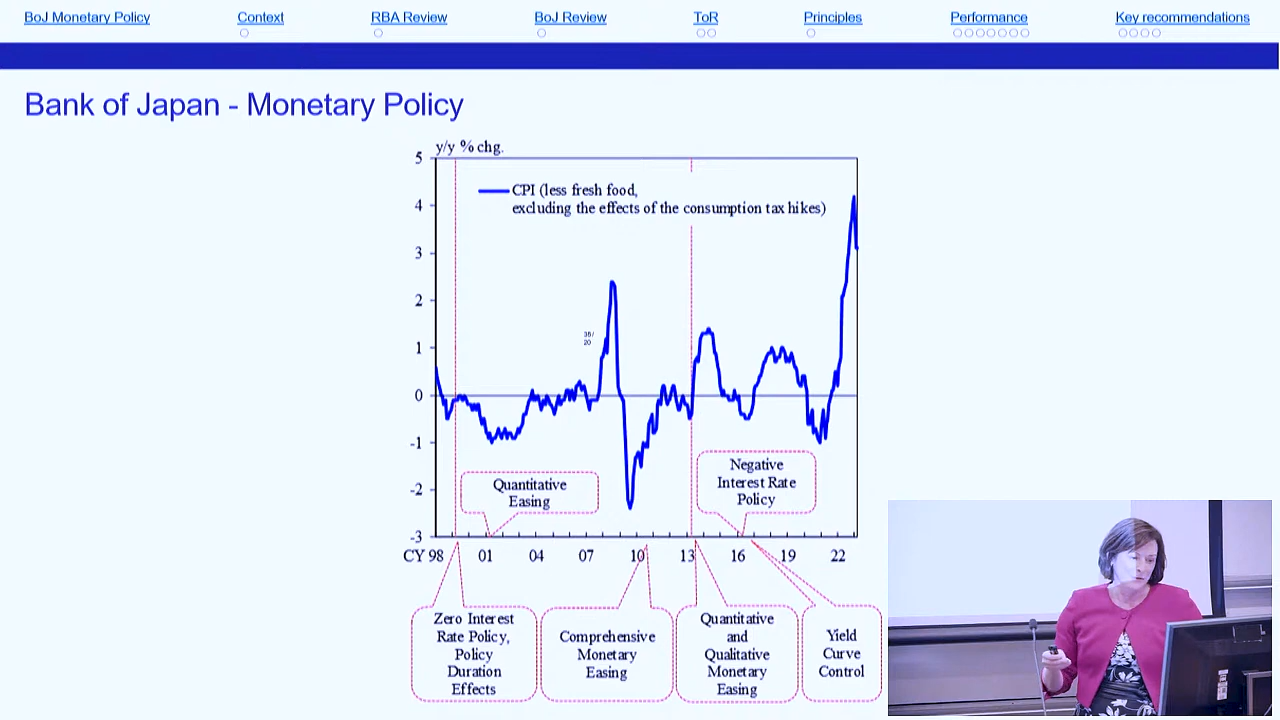 BoJ Monetary Policy Context RBA Review BoJ Review ToR Principles Performance Key recommendations
Bank of Japan - Monetary Policy
y/y % chg.
5
4
3
2
1
0
-1
-2
-3
CPI (less fresh food,
excluding the effects of the consumption tax hikes)
38/
20
Quantitative
Easing
Negative
Interest Rate
Policy
CY 98 01 04 07 10 13 16 19 22
Zero Interest
Rate Policy,
Policy
Duration
Effects
Comprehensive
Monetary
Easing
Quantitative
and
Qualitative
Monetary
Easing
Yield
Curve
Control